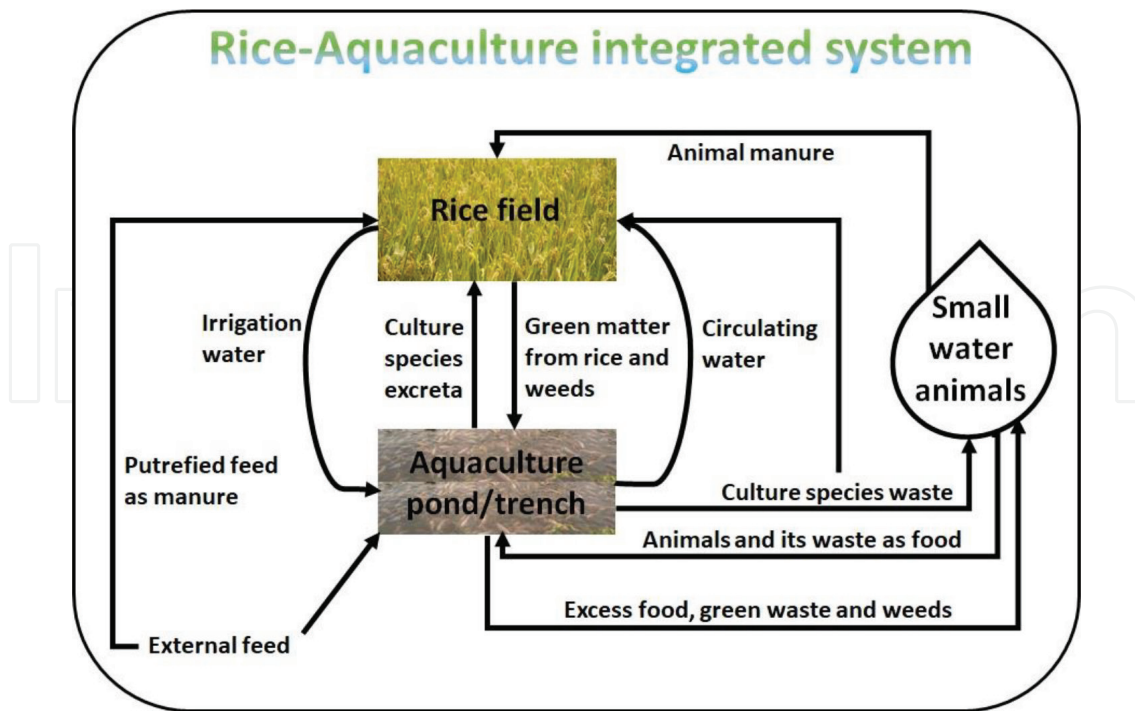 Rice-Aquaculture integrated system
Animal manure
Rice field
Irrigation
water
Culture
species
excreta
Green matter
from rice and
weeds
Circulating
water
Small
water
animals
Putrefied feed
as manure
Aquaculture
pond/trench
Culture species waste
Animals and its waste as food
Excess food, green waste and weeds
External feed